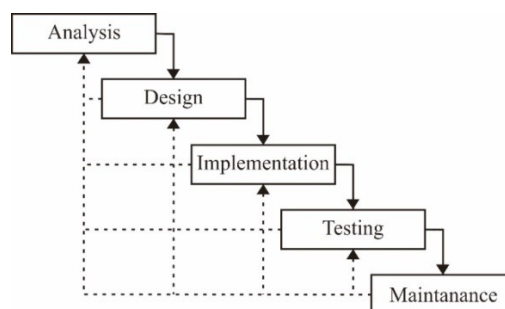 Analysis
Design
Implementation
Testing
Maintanance